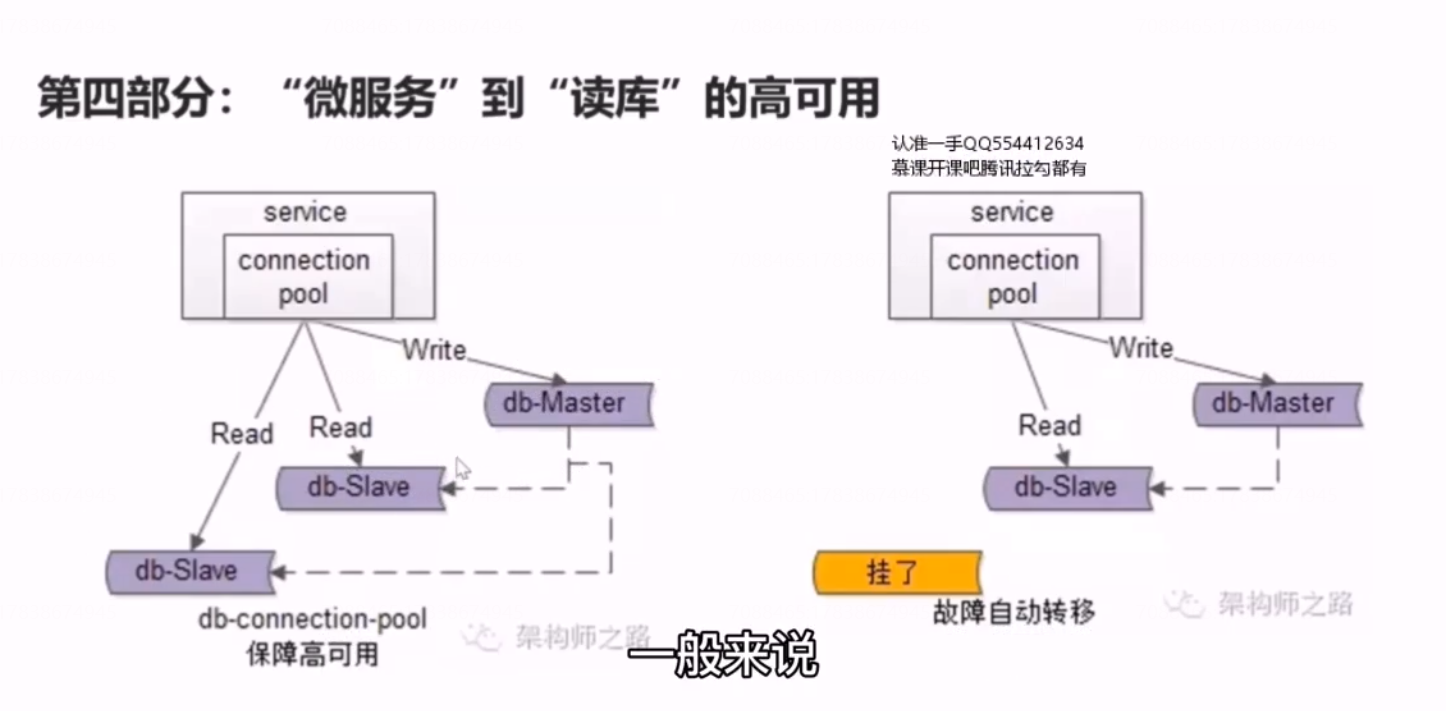 第四部分：“微服务”到“读库”的高可用
认准一手QQ554412634
慕课开课吧腾讯拉勾都有
service
connection
pool
Write
db-Master
Read
Read
db-Slave
db-Slave
db-connection-pool
保障高可用
架构师之路
service
connection
pool
Write
db-Master
Read
db-Slave
挂了
故障自动转移
架构师之路
一般来说